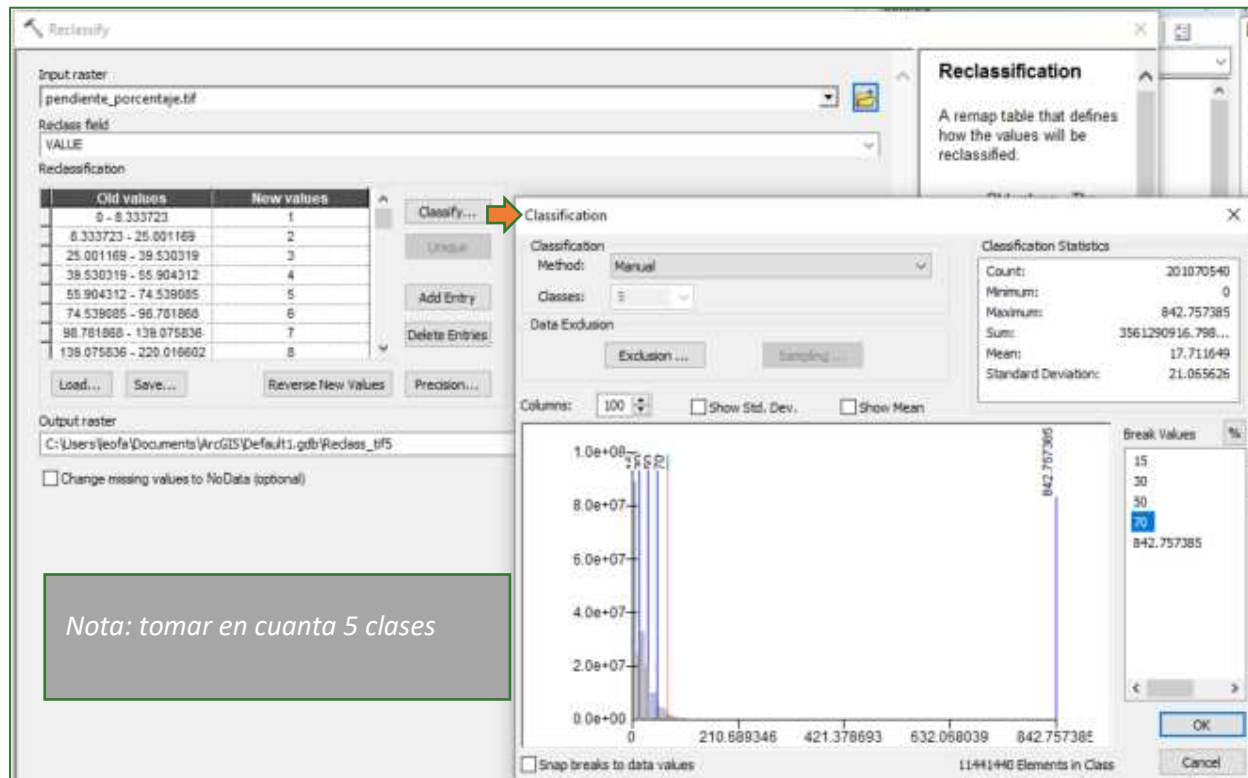 Reclassify
Input raster
pendiente_porcentaje.tif
Reclass field
VALUE
Reclassification
Old values New values
0 - 8.333723 1
8.333723 - 25.001169 2
25.001169 - 39.530319 3
39.530319 - 55.904312 4
55.904312 - 74.539085 5
74.539085 - 98.781868 6
98.781868 - 139.075836 7
139.075836 - 220.016602 8
Classify...
Unique
Add Entry
Delete Entries
Load... Save... Reverse New Values Precision...
Output raster
C:\Users\leofa\Documents\ArcGIS\Default1.gdb\Reclass_tif5
Change missing values to NoData (optional)
Nota: tomar en cuanta 5 clases
Reclassification
A remap table that defines
how the values will be
reclassified.
Classification
Classification
Method: Manual
Classes: 5
Data Exclusion
Exclusion ... Sampling ...
Classification Statistics
Count: 201070540
Minimum: 0
Maximum: 842.757385
Sum: 3561290916.798...
Mean: 17.711649
Standard Deviation: 21.065626
Columns: 100 Show Std. Dev. Show Mean
1.0e+08
8.0e+07
6.0e+07
4.0e+07
2.0e+07
0.0e+00
30
50
70
842.757385
0 210.689346 421.378693 632.068039 842.757385
Break Values %
15
30
50
70
842.757385
Snap breaks to data values
11441440 Elements in Class
OK
Cancel